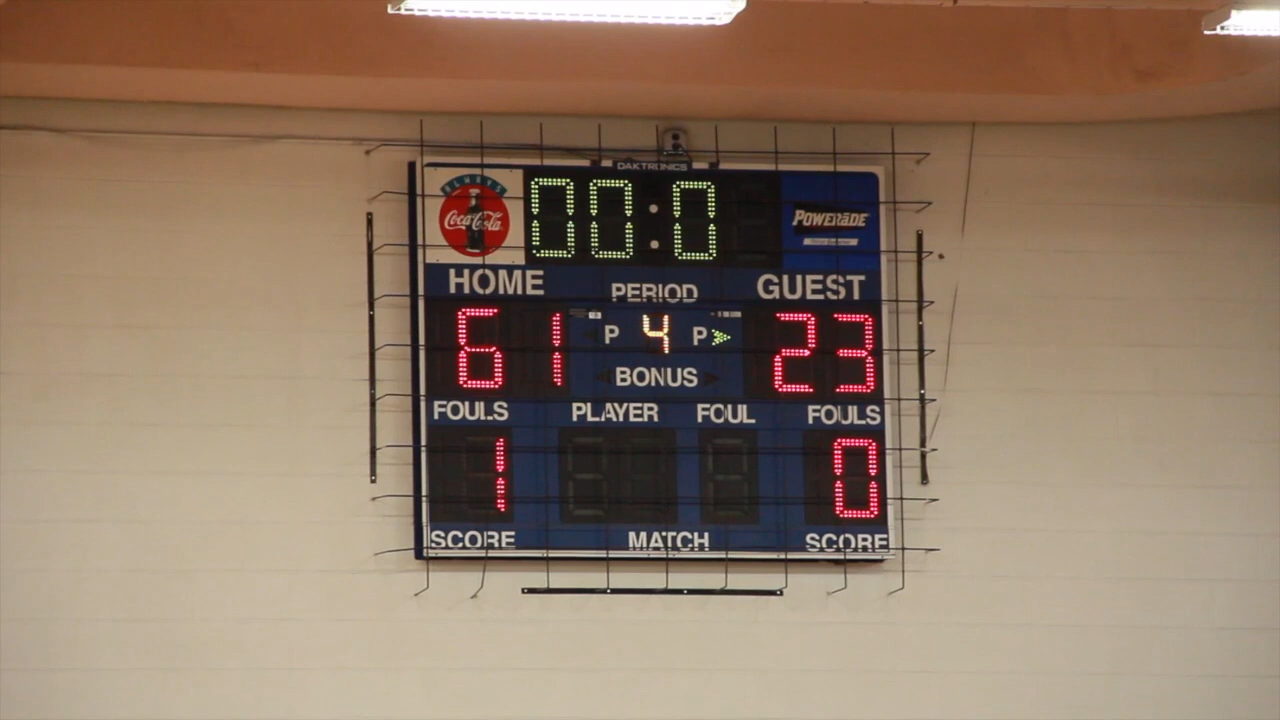 DAKTRONICS
ALWAYS
Coca-Cola
00:0
POWERADE
HOME PERIOD GUEST
61 P 4 P 23
BONUS
FOULS PLAYER FOUL FOULS
1 0
SCORE MATCH SCORE